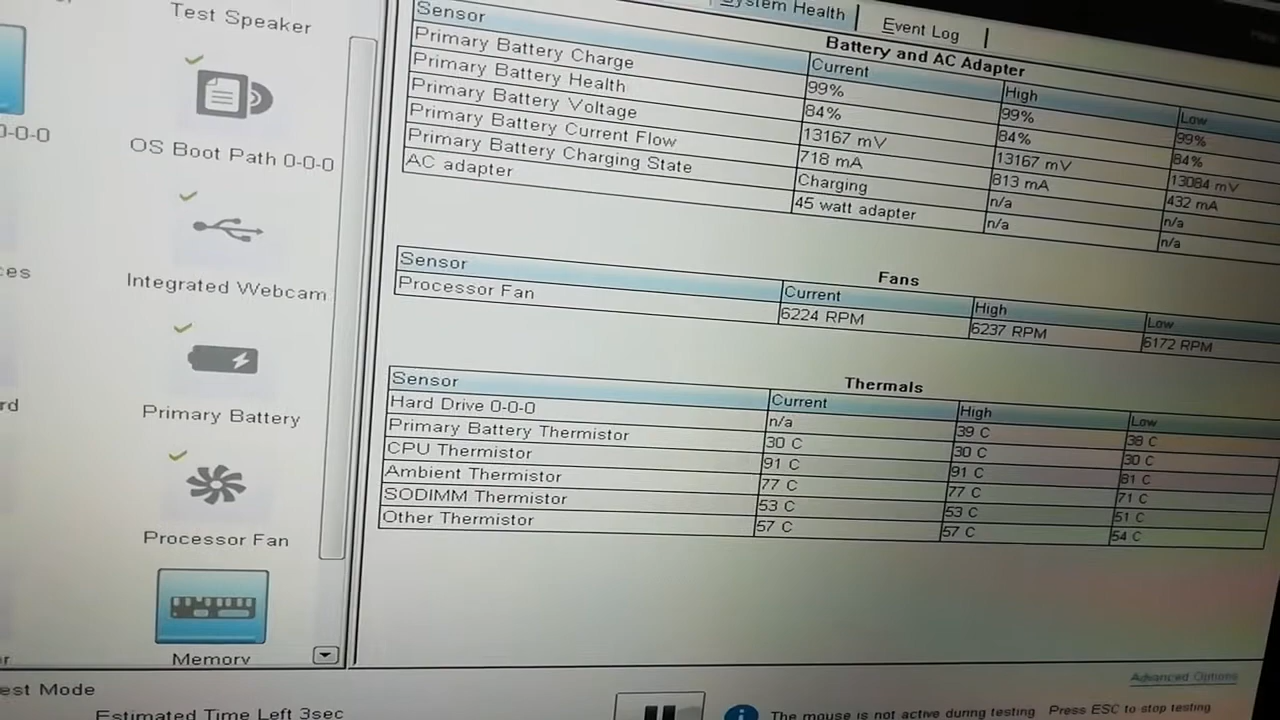 Test Speaker
OS Boot Path 0-0-0
Integrated Webcam
Primary Battery
Processor Fan
Memory
0-0-0
ces
rd
r
System Health
Event Log
Battery and AC Adapter
Sensor Current High Low
Primary Battery Charge 99% 99% 99%
Primary Battery Health 84% 84% 84%
Primary Battery Voltage 13167 mV 13167 mV 13084 mV
Primary Battery Current Flow 718 mA 813 mA 432 mA
Primary Battery Charging State Charging n/a n/a
AC adapter 45 watt adapter n/a n/a
Fans
Sensor Current High Low
Processor Fan 6224 RPM 6237 RPM 6172 RPM
Thermals
Sensor Current High Low
Hard Drive 0-0-0 n/a 39 C 38 C
Primary Battery Thermistor 30 C 30 C 30 C
CPU Thermistor 91 C 91 C 81 C
Ambient Thermistor 77 C 77 C 71 C
SODIMM Thermistor 53 C 53 C 51 C
Other Thermistor 57 C 57 C 54 C
Advanced Options
est Mode
Estimated Time Left 3sec
The mouse is not active during testing Press ESC to stop testing